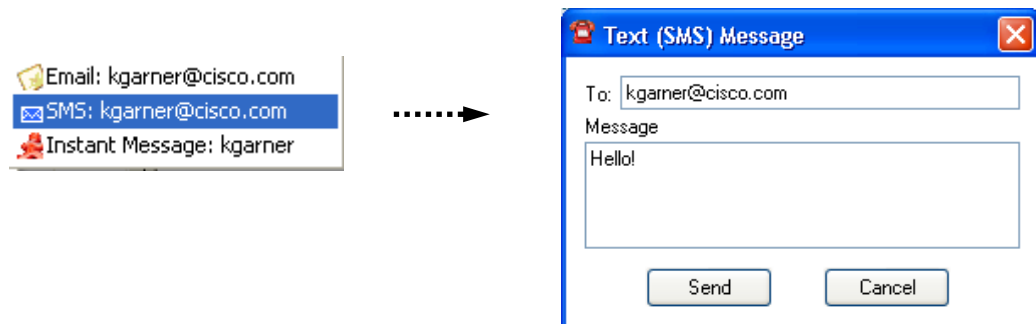 Email: kgarner@cisco.com
SMS: kgarner@cisco.com
Instant Message: kgarner
Text (SMS) Message
To: kgarner@cisco.com
Message
Hello!
Send Cancel